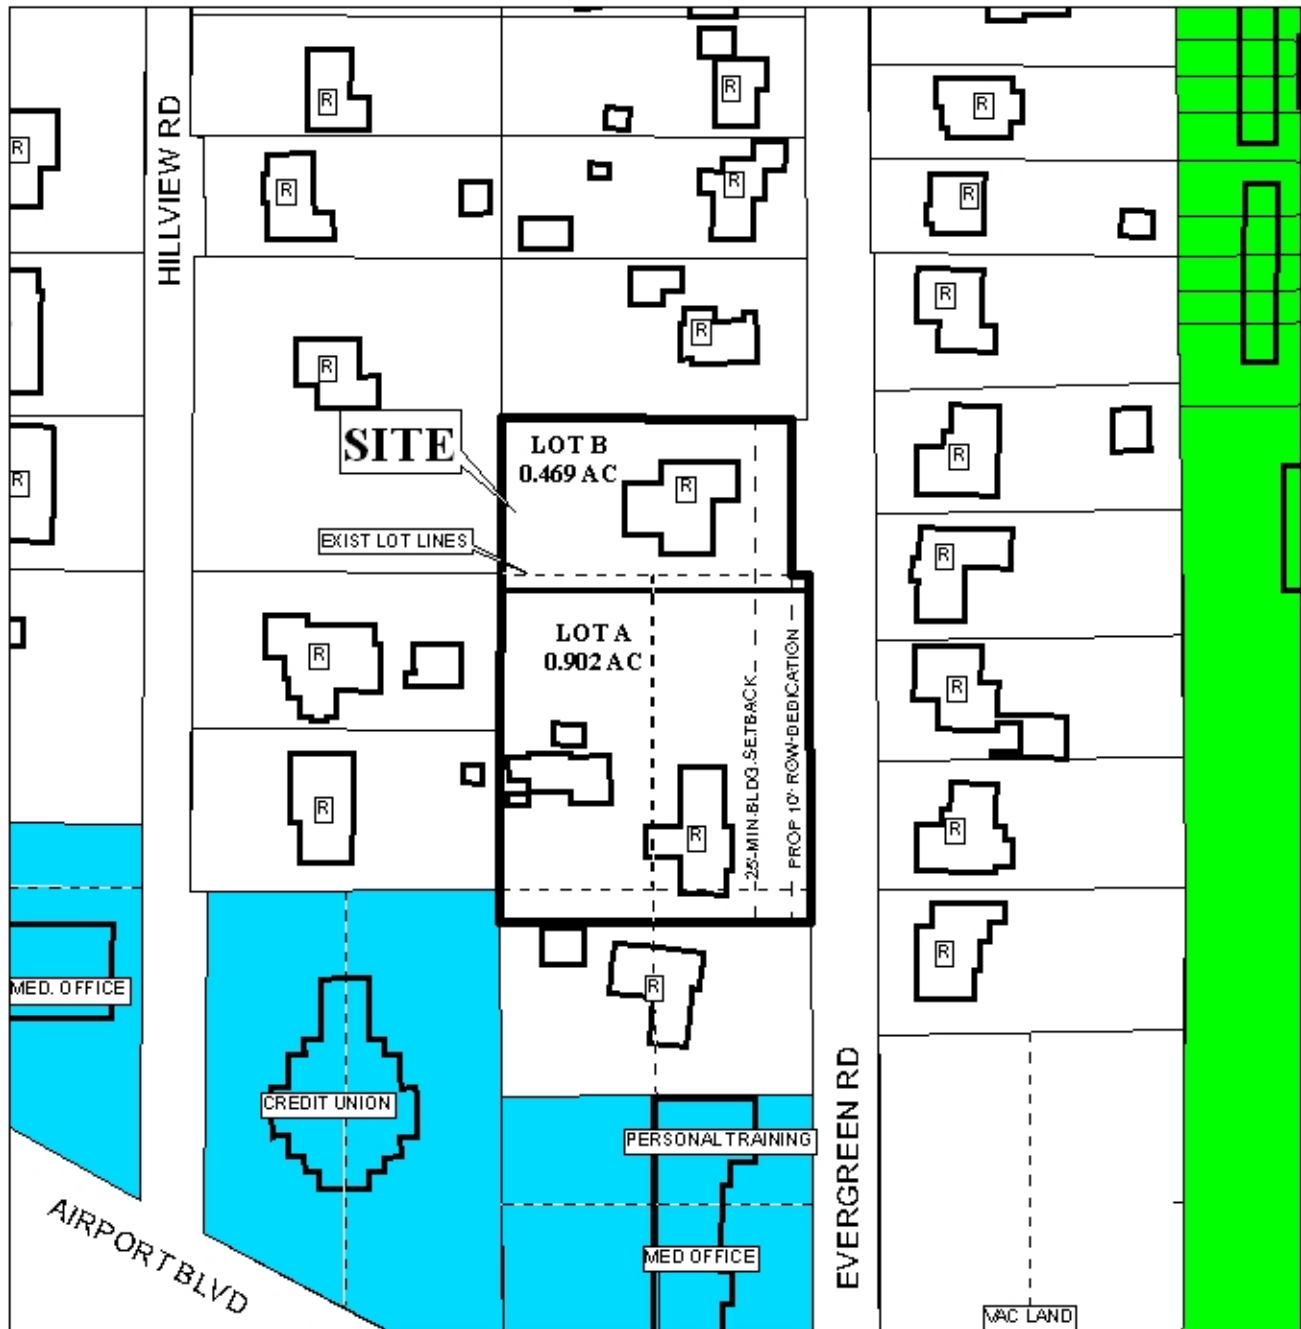 HILLVIEW RD
R
R
R
R
R
R
R
R
R
R
R
SITE
LOT B
0.469 AC
R
R
R
EXIST LOT LINES
R
LOT A
0.902 AC
R
R
25' MIN BLDG SETBACK
PROP 10' ROW DEDICATION
R
R
R
R
R
MED. OFFICE
CREDIT UNION
PERSONAL TRAINING
MED OFFICE
EVERGREEN RD
AIRPORT BLVD
VAC LAND